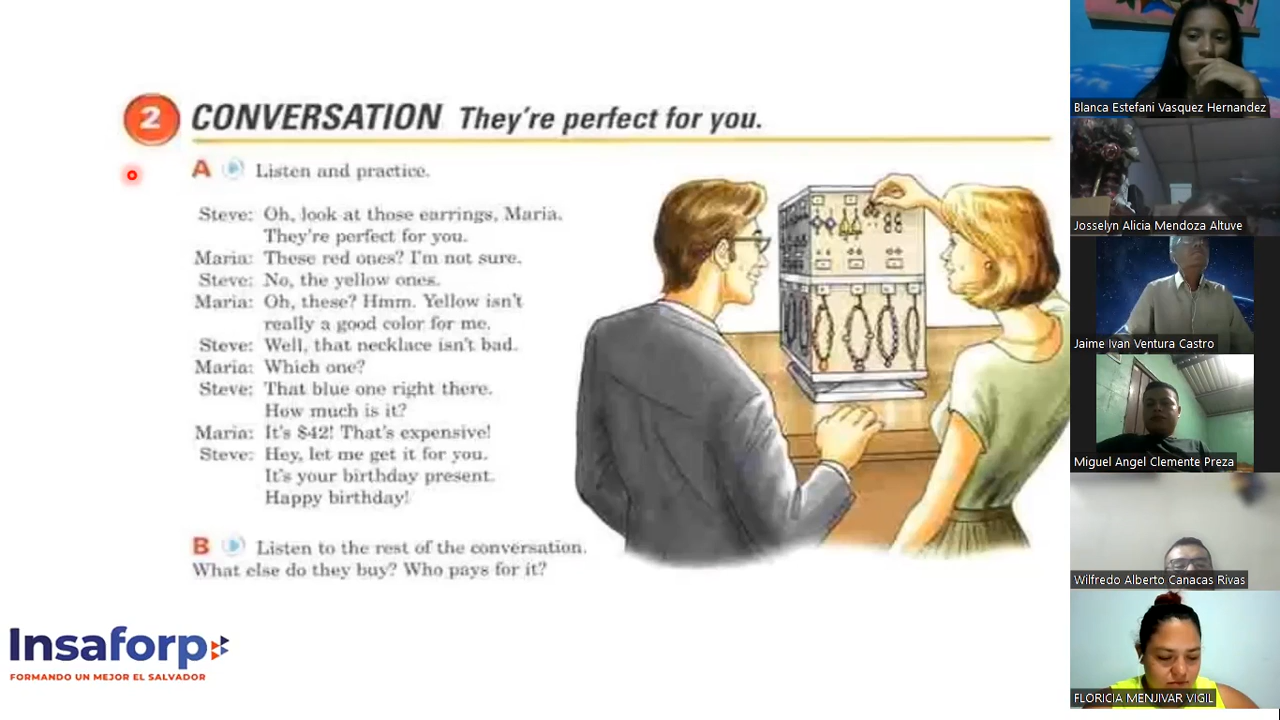 2 CONVERSATION They're perfect for you.
A Listen and practice.
Steve: Oh, look at those earrings, Maria.
They're perfect for you.
Maria: These red ones? I'm not sure.
Steve: No, the yellow ones.
Maria: Oh, these? Hmm. Yellow isn't
really a good color for me.
Steve: Well, that necklace isn't bad.
Maria: Which one?
Steve: That blue one right there.
How much is it?
Maria: It's $42! That's expensive!
Steve: Hey, let me get it for you.
It's your birthday present.
Happy birthday!
B Listen to the rest of the conversation.
What else do they buy? Who pays for it?
Insaforp
FORMANDO UN MEJOR EL SALVADOR
Blanca Estefani Vasquez Hernandez
Josselyn Alicia Mendoza Altuve
Jaime Ivan Ventura Castro
Miguel Angel Clemente Preza
Wilfredo Alberto Canacas Rivas
FLORICIA MENJIVAR VIGIL